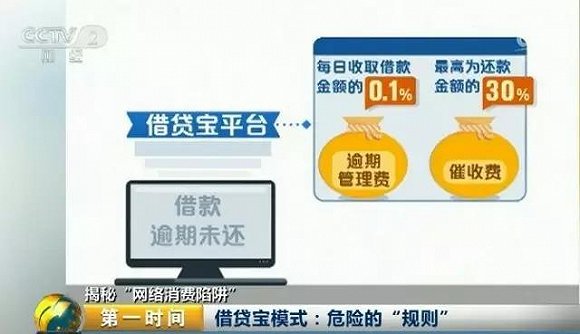 CCTV 2
财经
每日收取借款
金额的 0.1%
最高为还款
金额的 30%
借贷宝平台
逾期
管理费
催收费
借款
逾期未还
揭秘“网络消费陷阱”
第一时间
借贷宝模式：危险的“规则”